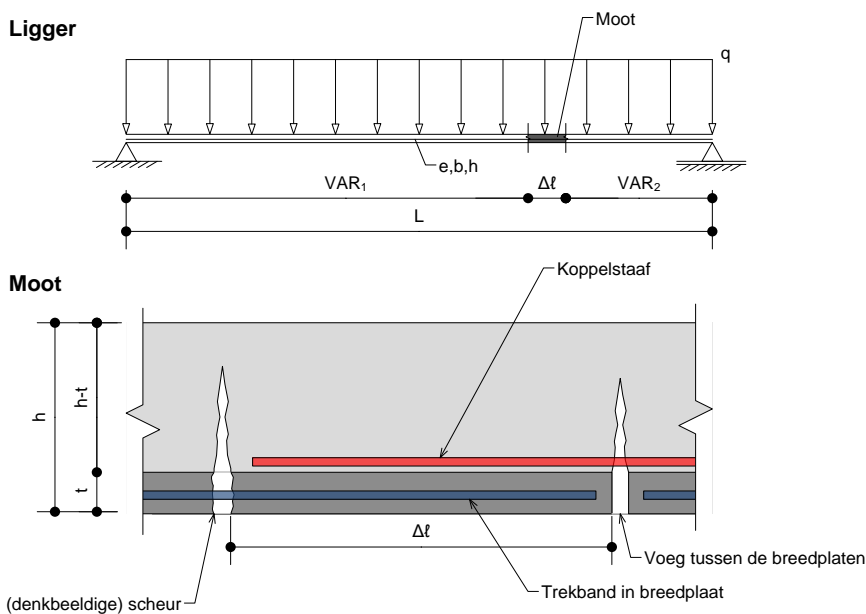 Ligger
Moot
q
e,b,h
VAR₁
Δℓ
VAR₂
L
Moot
Koppelstaaf
h
h-t
t
Δℓ
Voeg tussen de breedplaten
Trekband in breedplaat
(denkbeeldige) scheur